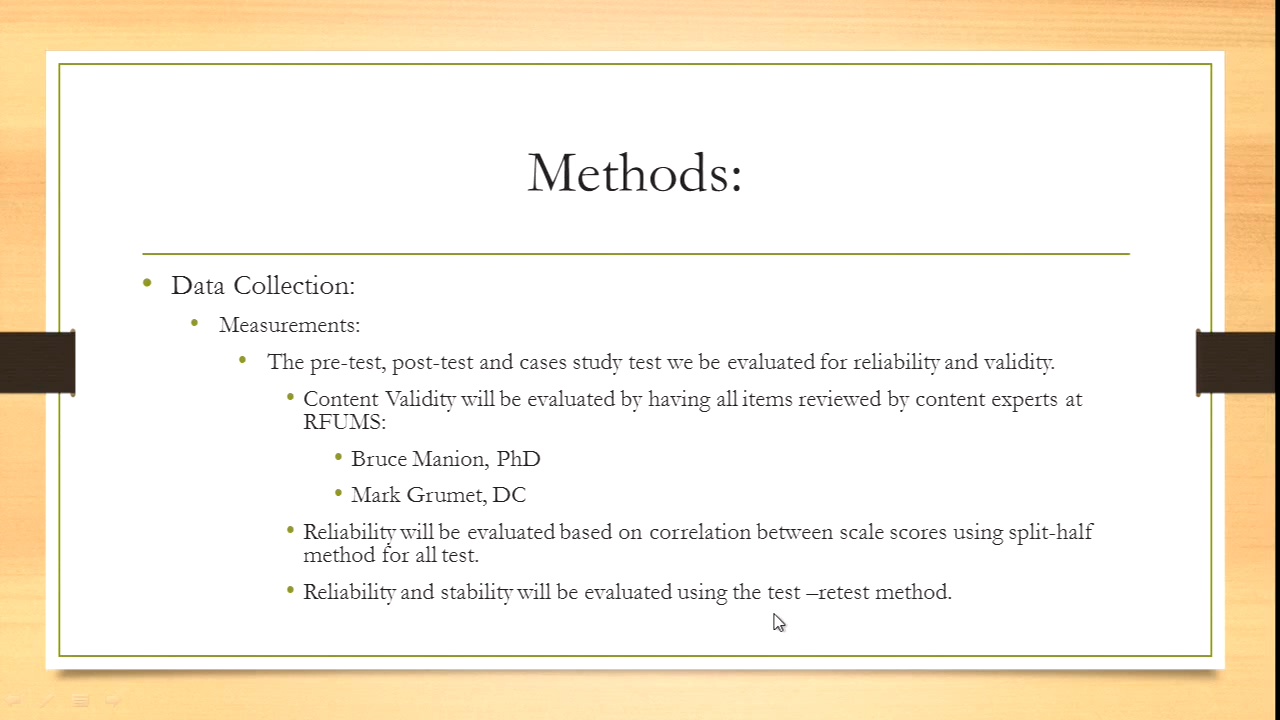 Methods:
• Data Collection:
• Measurements:
• The pre-test, post-test and cases study test we be evaluated for reliability and validity.
• Content Validity will be evaluated by having all items reviewed by content experts at
RFUMS:
• Bruce Manion, PhD
• Mark Grumet, DC
• Reliability will be evaluated based on correlation between scale scores using split-half
method for all test.
• Reliability and stability will be evaluated using the test –retest method.